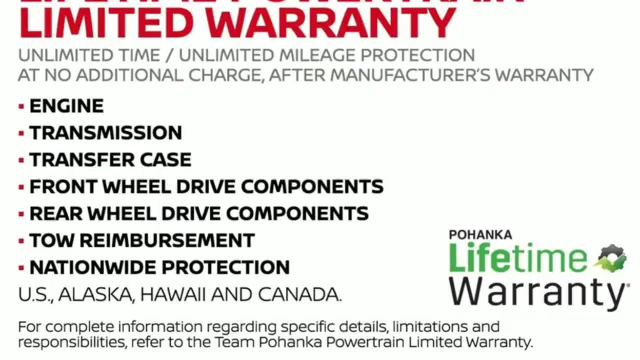 LIFETIME POWERTRAIN
LIMITED WARRANTY
UNLIMITED TIME / UNLIMITED MILEAGE PROTECTION
AT NO ADDITIONAL CHARGE, AFTER MANUFACTURER'S WARRANTY
▪ ENGINE
▪ TRANSMISSION
▪ TRANSFER CASE
▪ FRONT WHEEL DRIVE COMPONENTS
▪ REAR WHEEL DRIVE COMPONENTS
▪ TOW REIMBURSEMENT
▪ NATIONWIDE PROTECTION
U.S., ALASKA, HAWAII AND CANADA.
POHANKA
Lifetime
Warranty
For complete information regarding specific details, limitations and
responsibilities, refer to the Team Pohanka Powertrain Limited Warranty.